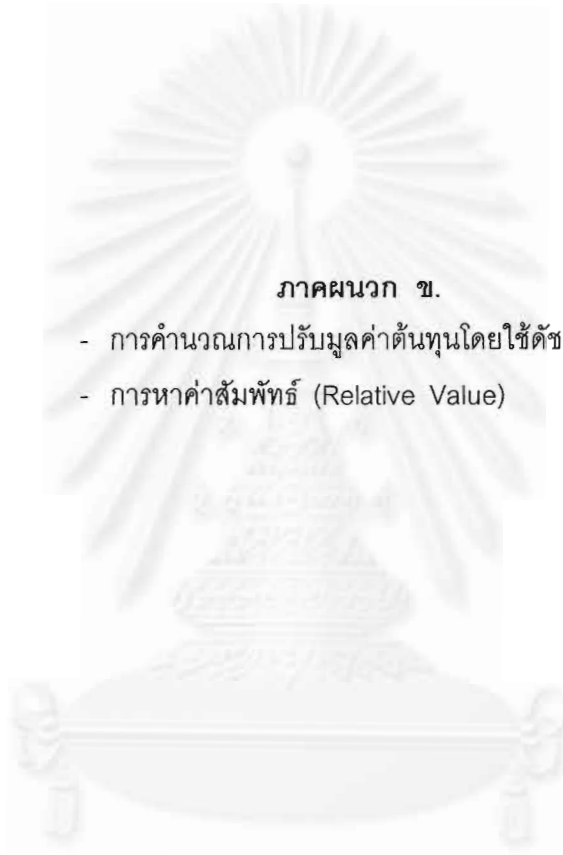 ภาคผนวก ข.
- การคำนวณการปรับมูลค่าต้นทุนโดยใช้ดัช
- การหาค่าสัมพัทธ์ (Relative Value)